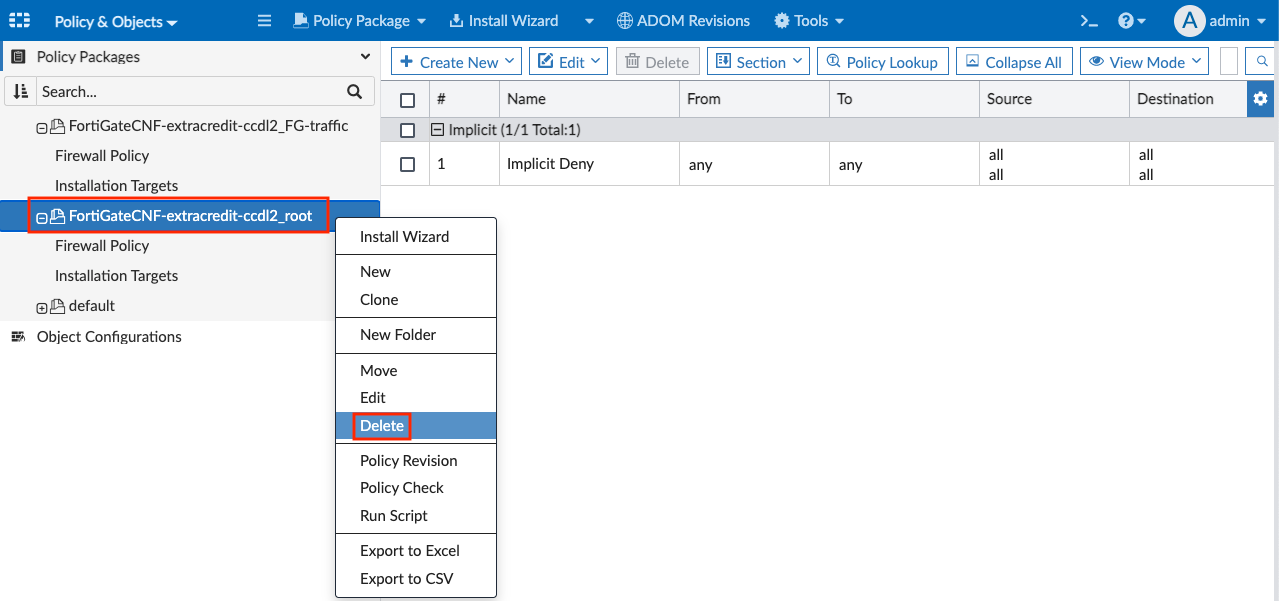 Policy & Objects Policy Package Install Wizard ADOM Revisions Tools >_ ? A admin
Policy Packages
Search...
FortiGateCNF-extracredit-ccdl2_FG-traffic
Firewall Policy
Installation Targets
FortiGateCNF-extracredit-ccdl2_root
Firewall Policy
Installation Targets
default
Object Configurations
Create New Edit Delete Section Policy Lookup Collapse All View Mode
# Name From To Source Destination
Implicit (1/1 Total:1)
1 Implicit Deny any any all all
all all
Install Wizard
New
Clone
New Folder
Move
Edit
Delete
Policy Revision
Policy Check
Run Script
Export to Excel
Export to CSV